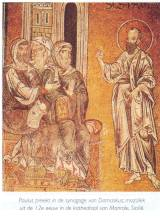 Paulus preekt in de synagoge van Damascus; mozaïek
uit de 12e eeuw in de kathedraal van Monreale, Sicilië.